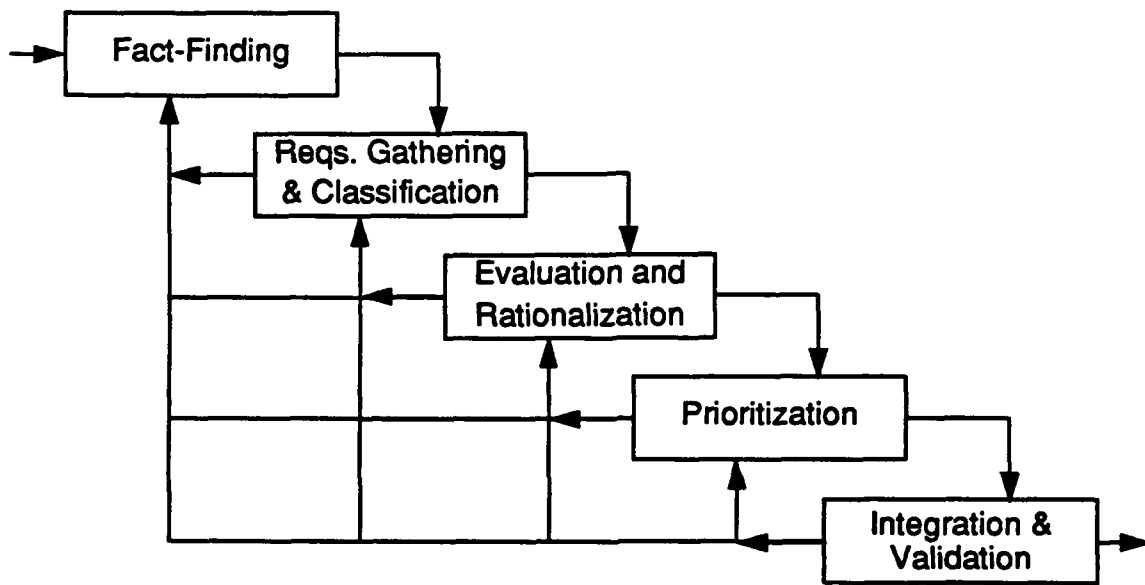 Fact-Finding
Reqs. Gathering
& Classification
Evaluation and
Rationalization
Prioritization
Integration &
Validation